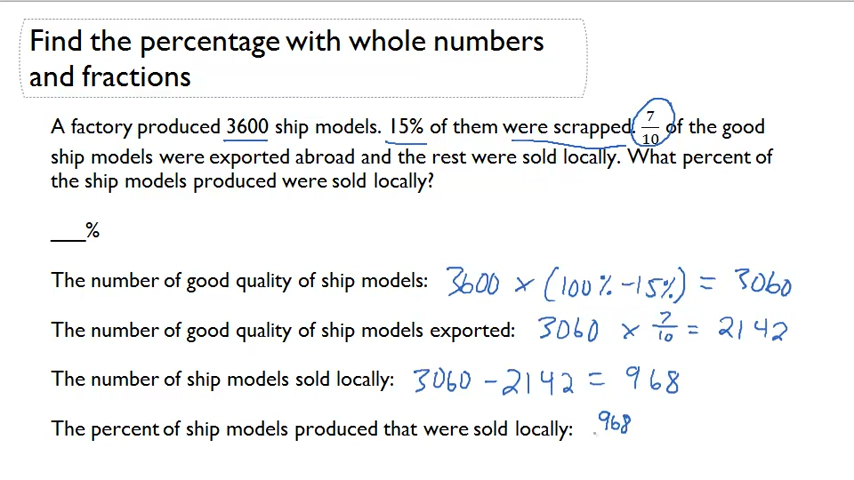 Find the percentage with whole numbers
and fractions
A factory produced 3600 ship models. 15% of them were scrapped. 7/10 of the good
ship models were exported abroad and the rest were sold locally. What percent of
the ship models produced were sold locally?
___%
The number of good quality of ship models: 3600 × (100% - 15%) = 3060
The number of good quality of ship models exported: 3060 × 7/10 = 2142
The number of ship models sold locally: 3060 - 2142 = 968
The percent of ship models produced that were sold locally: 968